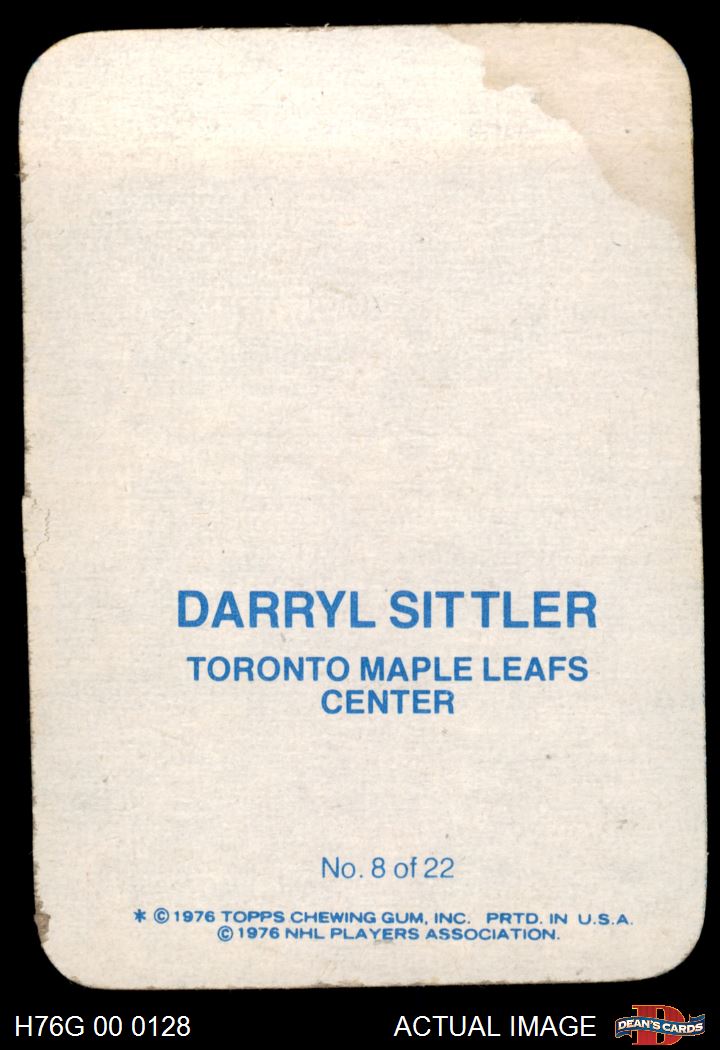 DARRYL SITTLER
TORONTO MAPLE LEAFS
CENTER
No. 8 of 22
* © 1976 TOPPS CHEWING GUM, INC. PRTD. IN U.S.A.
© 1976 NHL PLAYERS ASSOCIATION.
H76G 00 0128 ACTUAL IMAGE DEAN'S CARDS